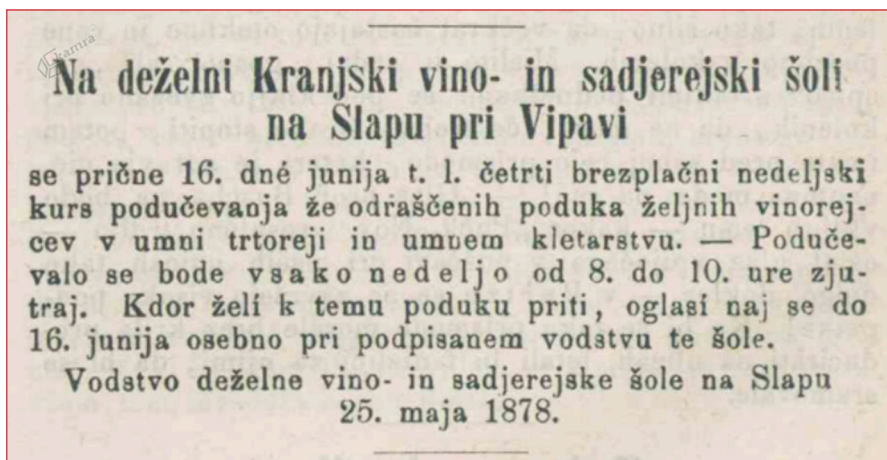 kamra
Na deželni Kranjski vino- in sadjerejski šoli
na Slapu pri Vipavi
se prične 16. dné junija t. l. četrti brezplačni nedeljski
kurs podučevanja že odraščenih poduka željnih vinorej-
cev v umni trtoreji in umnem kletarstvu. — Poduče-
valo se bode vsako nedeljo od 8. do 10. ure zju-
traj. Kdor želi k temu poduku priti, oglasi naj se do
16. junija osebno pri podpisanem vodstvu te šole.
Vodstvo deželne vino- in sadjerejske šole na Slapu
25. maja 1878.